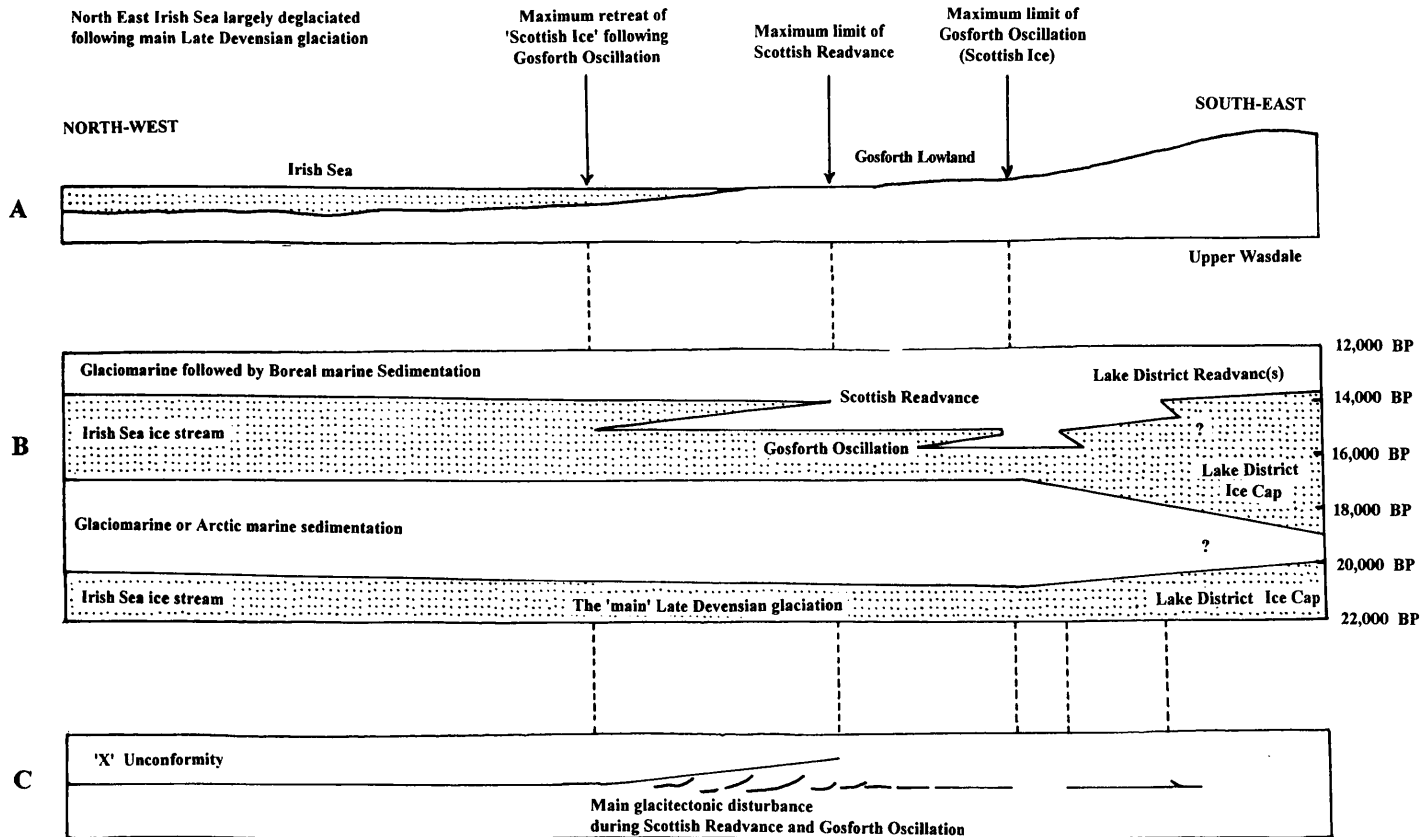 North East Irish Sea largely deglaciated
following main Late Devensian glaciation
Maximum retreat of
'Scottish Ice' following
Gosforth Oscillation
Maximum limit of
Scottish Readvance
Maximum limit of
Gosforth Oscillation
(Scottish Ice)
NORTH-WEST
SOUTH-EAST
Irish Sea
Gosforth Lowland
A
Upper Wasdale
12,000 BP
Glaciomarine followed by Boreal marine Sedimentation
Lake District Readvanc(s)
Scottish Readvance
14,000 BP
Irish Sea ice stream
?
B
Gosforth Oscillation
16,000 BP
Lake District
Ice Cap
18,000 BP
Glaciomarine or Arctic marine sedimentation
?
20,000 BP
Irish Sea ice stream
The 'main' Late Devensian glaciation
Lake District Ice Cap
22,000 BP
'X' Unconformity
C
Main glacitectonic disturbance
during Scottish Readvance and Gosforth Oscillation